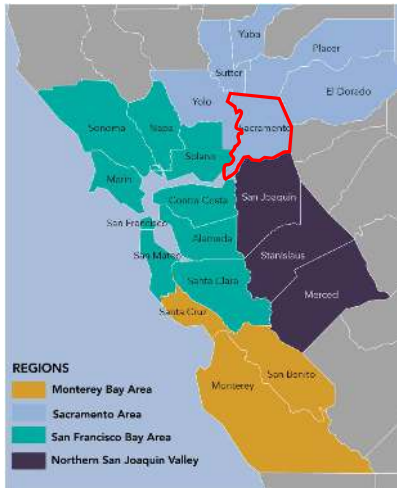 Yuba
Placer
Sutter
El Dorado
Yolo
Sacramento
Sonoma
Napa
Solano
Marin
Contra Costa
San Joaquin
San Francisco
Alameda
Stanislaus
San Mateo
Santa Clara
Merced
Santa Cruz
San Benito
Monterey
REGIONS
Monterey Bay Area
Sacramento Area
San Francisco Bay Area
Northern San Joaquin Valley